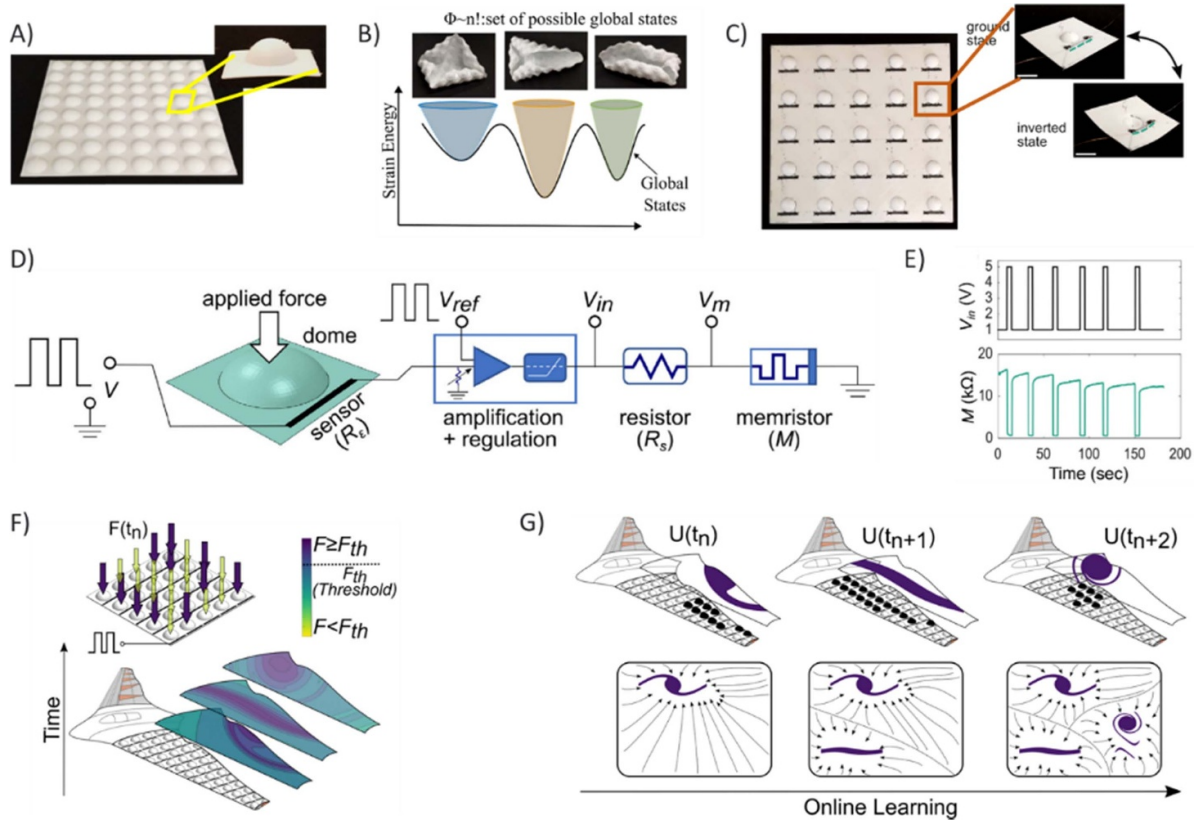 A)
B)
Φ~n!:set of possible global states
Strain Energy
Global
States
C)
ground
state
inverted
state
D)
applied force
dome
V
sensor
(Rε)
Vref
amplification
+ regulation
Vin
resistor
(Rs)
Vm
memristor
(M)
E)
Vin (V)
5
4
3
2
1
M (kΩ)
20
10
0
0 50 100 150 200
Time (sec)
F)
F(tn)
F≥Fth
Fth
(Threshold)
F<Fth
Time
G)
U(tn)
U(tn+1)
U(tn+2)
Online Learning